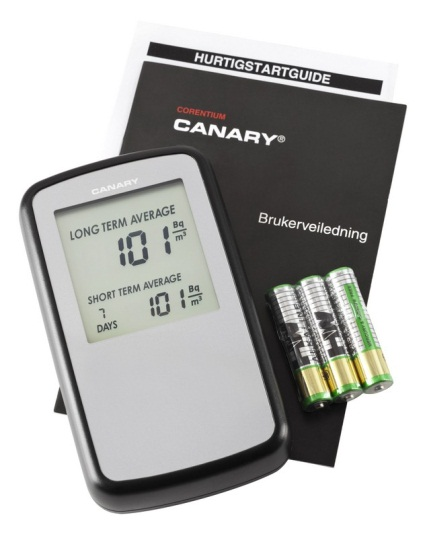 HURTIGSTARTGUIDE
CORENTIUM
CANARY®
Brukerveiledning
CANARY
LONG TERM AVERAGE
101 Bq/m³
SHORT TERM AVERAGE
7 DAYS
101 Bq/m³